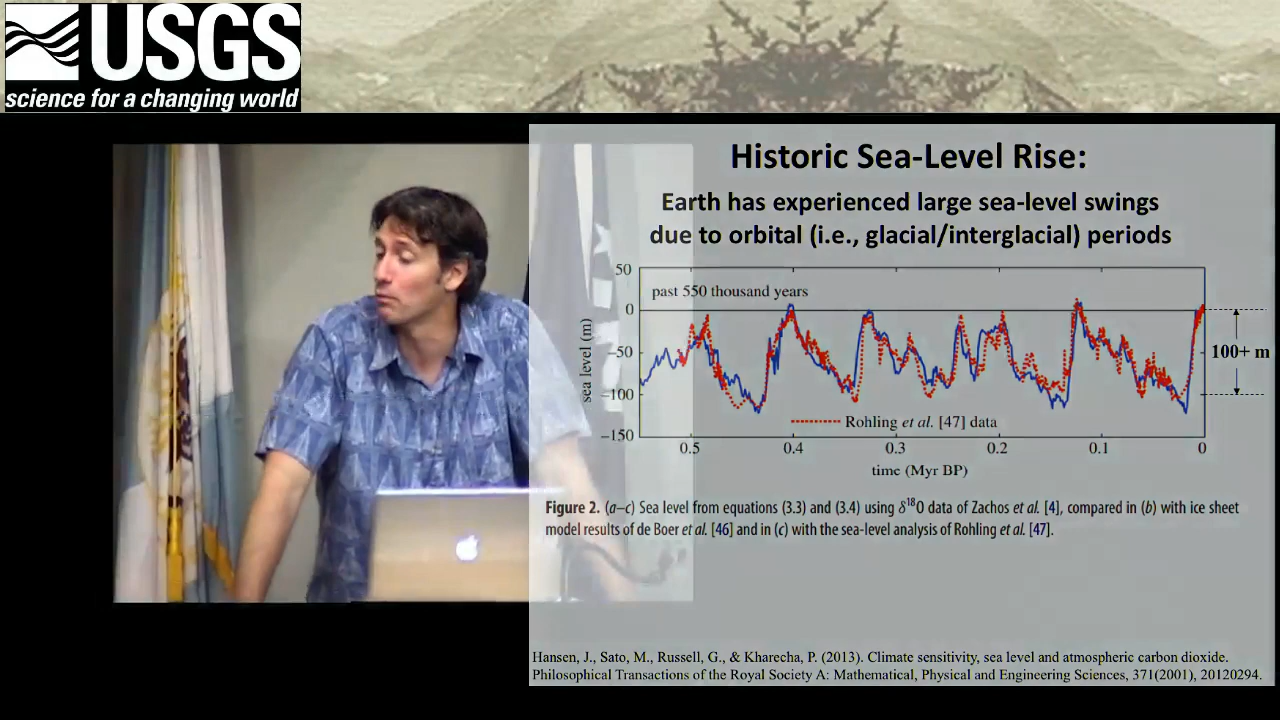 USGS
science for a changing world
Historic Sea-Level Rise:
Earth has experienced large sea-level swings
due to orbital (i.e., glacial/interglacial) periods
50
past 550 thousand years
0
−50
100+ m
sea level (m)
−100
Rohling et al. [47] data
−150
0.5 0.4 0.3 0.2 0.1 0
time (Myr BP)
Figure 2. (a–c) Sea level from equations (3.3) and (3.4) using δ18O data of Zachos et al. [4], compared in (b) with ice sheet
model results of de Boer et al. [46] and in (c) with the sea-level analysis of Rohling et al. [47].
Hansen, J., Sato, M., Russell, G., & Kharecha, P. (2013). Climate sensitivity, sea level and atmospheric carbon dioxide.
Philosophical Transactions of the Royal Society A: Mathematical, Physical and Engineering Sciences, 371(2001), 20120294.